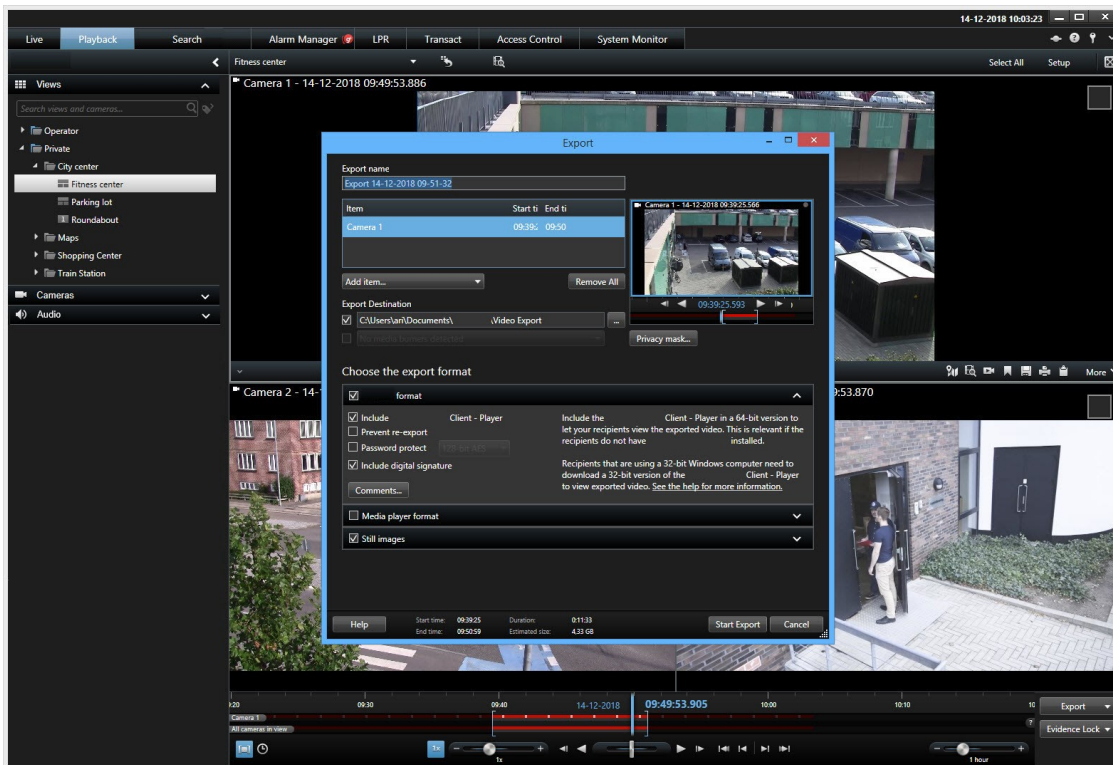 14-12-2018 10:03:23
Live Playback Search Alarm Manager LPR Transact Access Control System Monitor
Fitness center Select All Setup
Views
Search views and cameras...
Operator
Private
City center
Fitness center
Parking lot
Roundabout
Maps
Shopping Center
Train Station
Cameras
Audio
Camera 1 - 14-12-2018 09:49:53.886
Export
Export name
Export 14-12-2018 09-51-32
Item Start ti End ti
Camera 1 09:39: 09:50
Camera 1 - 14-12-2018 09:39:25.566
Add item... Remove All
09:39:25.593
Export Destination
C:\Users\ari\Documents\ \Video Export ...
No media burners detected
Privacy mask...
Choose the export format
format
Include Client - Player
Prevent re-export
Password protect
Include digital signature
Comments...
Include the Client - Player in a 64-bit version to
let your recipients view the exported video. This is relevant if the
recipients do not have installed.
Recipients that are using a 32-bit Windows computer need to
download a 32-bit version of the Client - Player
to view exported video. See the help for more information.
Media player format
Still images
Help Start time: 09:39:25 Duration: 0:11:33 Start Export Cancel
End time: 09:50:59 Estimated size: 4,33 GB
More
Camera 2 - 14- 9:53.870
09:30 09:40 14-12-2018 09:49:53.905 10:00 10:10
Camera 1
All cameras in view
Export
Evidence Lock
1x
1x
1 hour